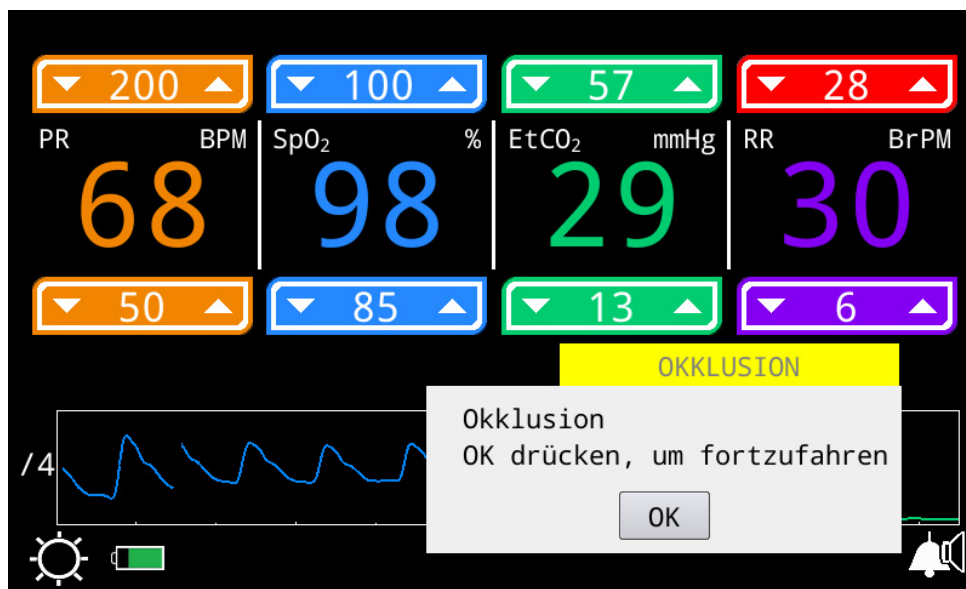 200 100 57 28
PR BPM SpO₂ % EtCO₂ mmHg RR BrPM
68 98 29 30
50 85 13 6
OKKLUSION
Okklusion
OK drücken, um fortzufahren
OK
/4